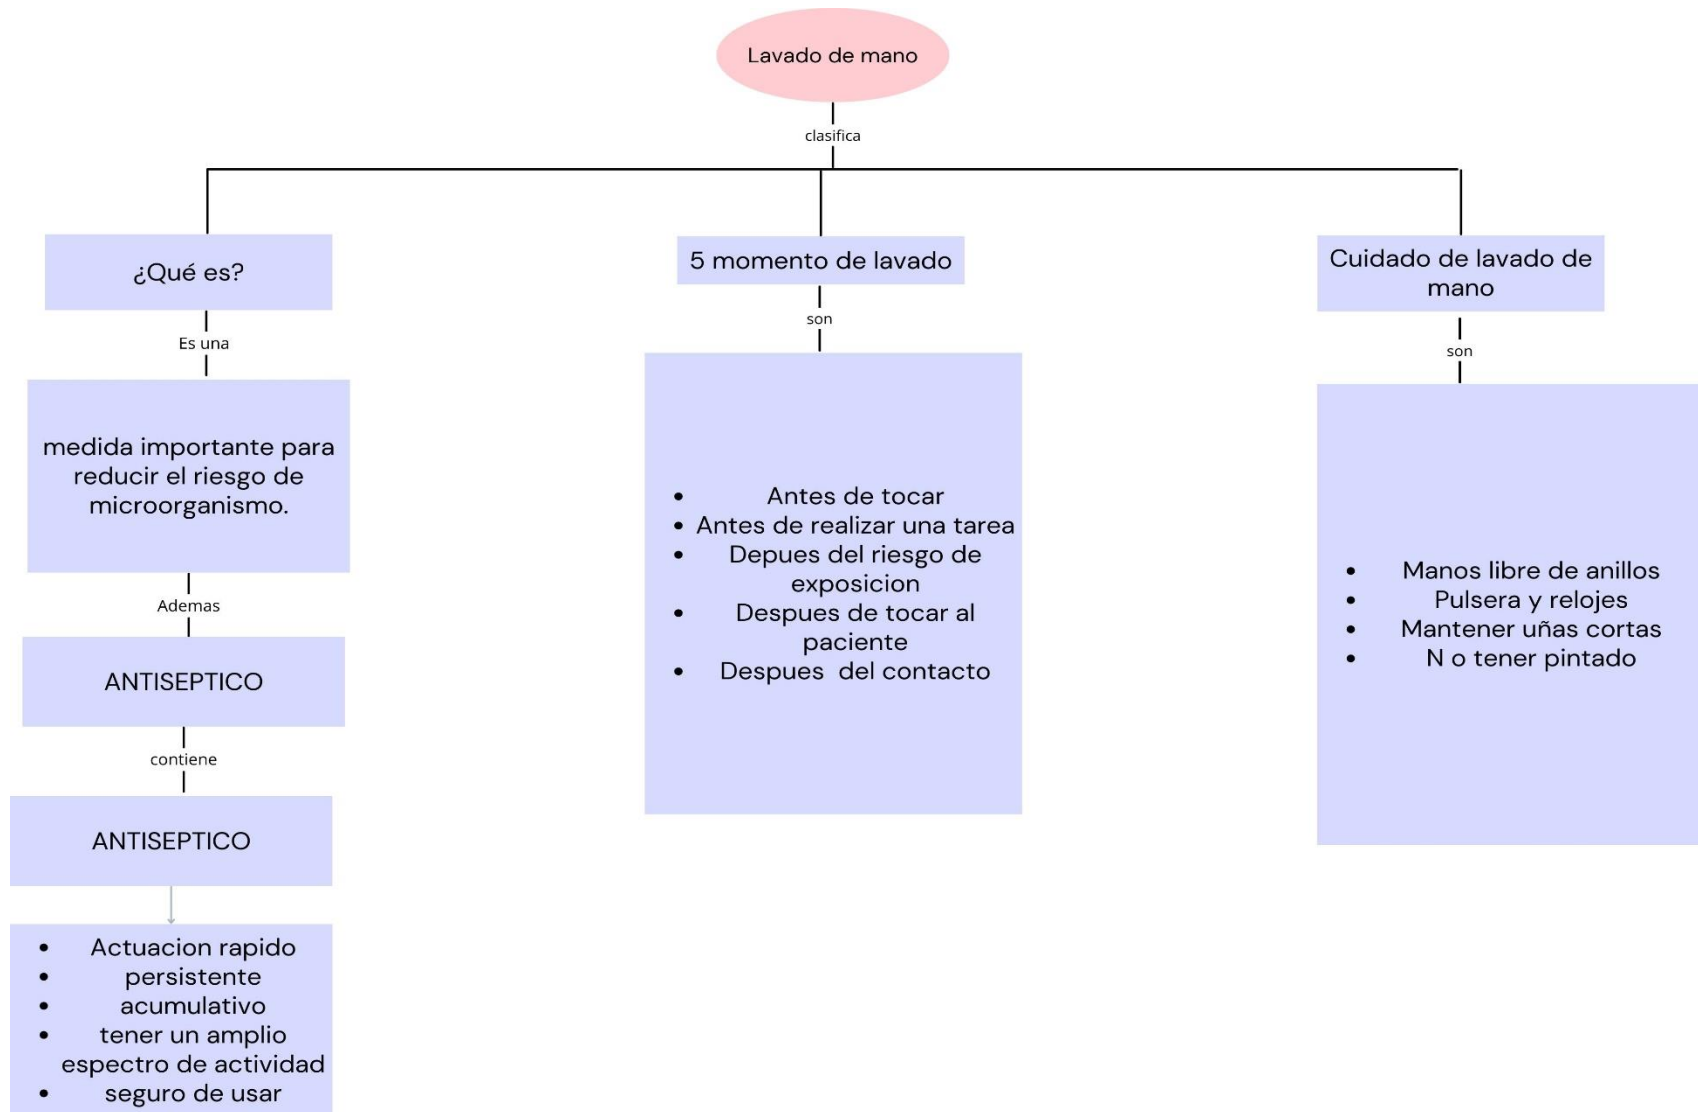 Lavado de mano
clasifica
¿Qué es?
Es una
medida importante para
reducir el riesgo de
microorganismo.
Ademas
ANTISEPTICO
contiene
ANTISEPTICO
• Actuacion rapido
• persistente
• acumulativo
• tener un amplio
espectro de actividad
• seguro de usar
5 momento de lavado
son
• Antes de tocar
• Antes de realizar una tarea
• Depues del riesgo de
exposicion
• Despues de tocar al
paciente
• Despues del contacto
Cuidado de lavado de
mano
son
• Manos libre de anillos
• Pulsera y relojes
• Mantener uñas cortas
• N o tener pintado